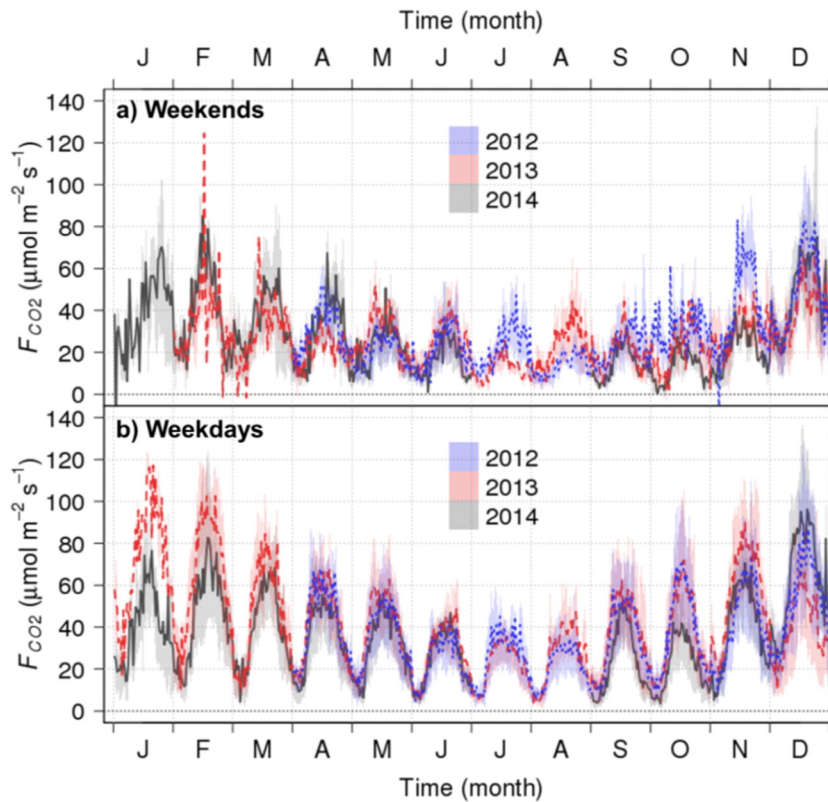 Time (month)
J F M A M J J A S O N D
a) Weekends
140
120
100
80
60
40
20
0
F_CO2 (μmol m⁻² s⁻¹)
2012
2013
2014
b) Weekdays
140
120
100
80
60
40
20
0
F_CO2 (μmol m⁻² s⁻¹)
2012
2013
2014
J F M A M J J A S O N D
Time (month)